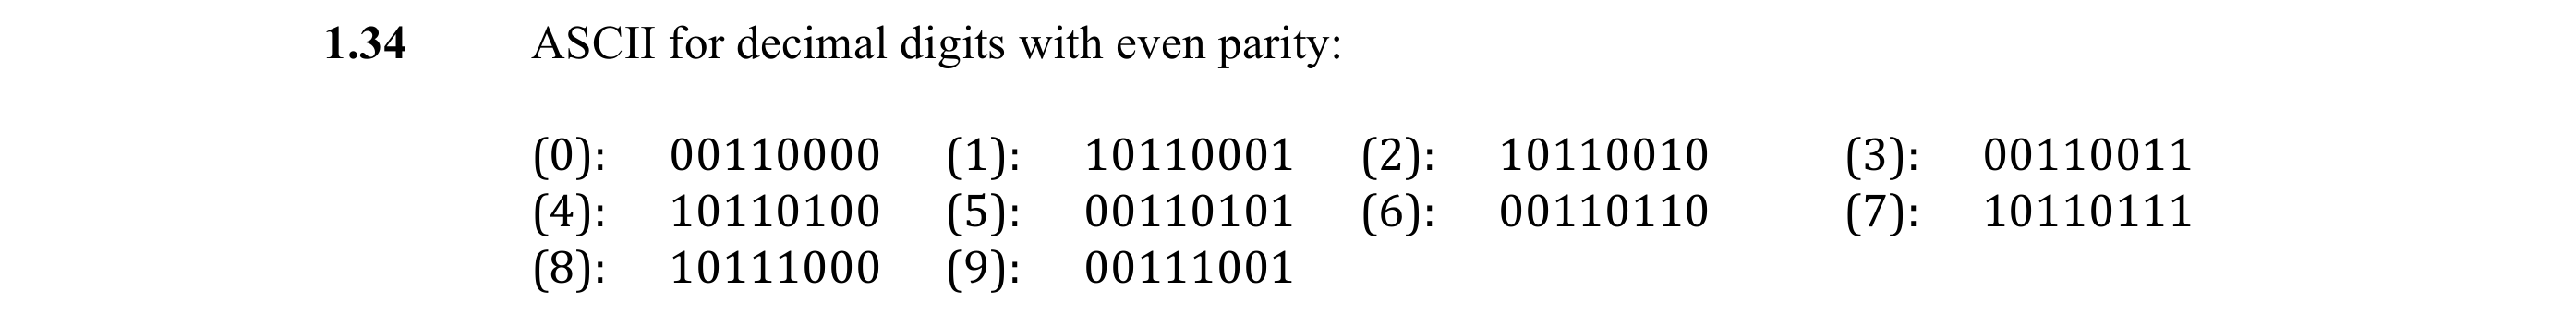 1.34 ASCII for decimal digits with even parity:
(0): 00110000 (1): 10110001 (2): 10110010 (3): 00110011
(4): 10110100 (5): 00110101 (6): 00110110 (7): 10110111
(8): 10111000 (9): 00111001